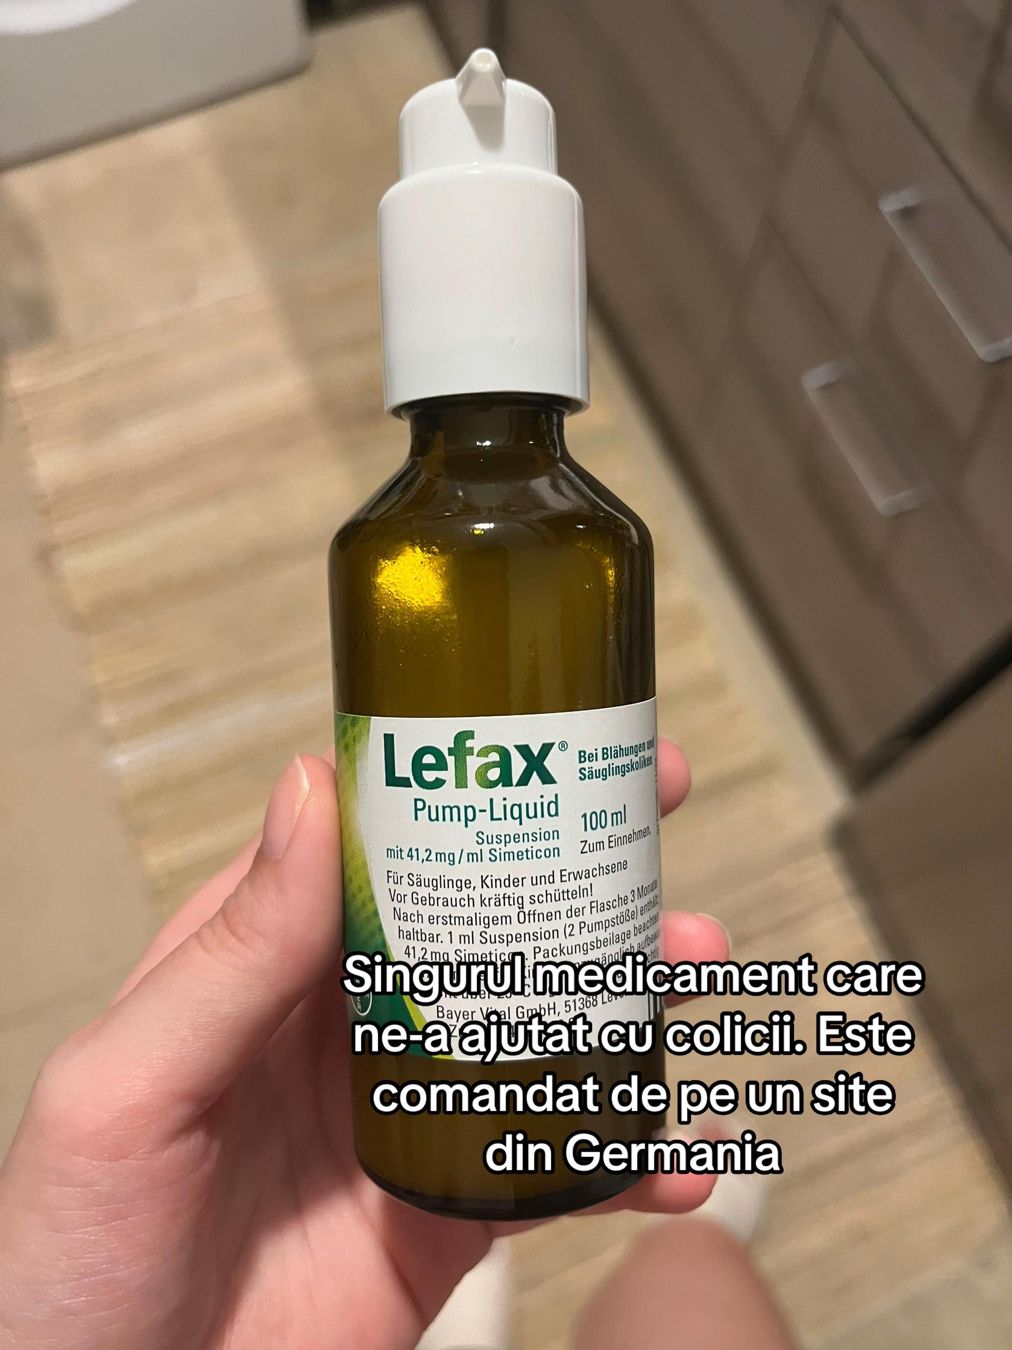 Lefax®
Bei Blähungen und
Säuglingskoliken
Pump-Liquid
100 ml
Suspension
Zum Einnehmen.
mit 41,2 mg / ml Simeticon
Für Säuglinge, Kinder und Erwachsene
Vor Gebrauch kräftig schütteln!
Nach erstmaligem Öffnen der Flasche 3 Monate
haltbar. 1 ml Suspension (2 Pumpstöße) enthält:
41,2 mg Simeticon. Packungsbeilage beachten
Bayer Vital GmbH, 51368
Singurul medicament care
ne-a ajutat cu colicii. Este
comandat de pe un site
din Germania